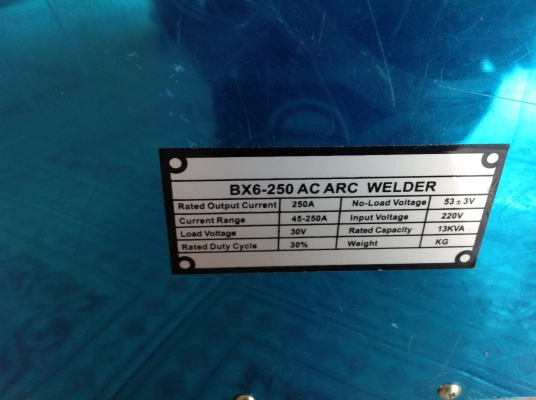 BX6-250 AC ARC WELDER
Rated Output Current 250A No-Load Voltage 53±3V
Current Range 45-250A Input Voltage 220V
Load Voltage 30V Rated Capacity 13KVA
Rated Duty Cycle 30% Weight KG